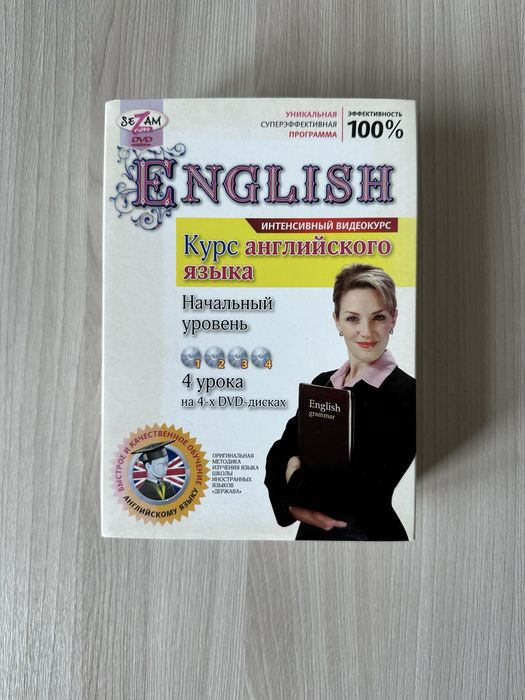 SeZAM
video
DVD
УНИКАЛЬНАЯ
СУПЕРЭФФЕКТИВНАЯ
ПРОГРАММА
ЭФФЕКТИВНОСТЬ
100%
ENGLISH
ИНТЕНСИВНЫЙ ВИДЕОКУРС
Курс английского
языка
Начальный
уровень
1 2 3 4
4 урока
на 4-х DVD-дисках
English
grammar
БЫСТРОЕ И КАЧЕСТВЕННОЕ ОБУЧЕНИЕ
АНГЛИЙСКОМУ ЯЗЫКУ
ОРИГИНАЛЬНАЯ
МЕТОДИКА
ИЗУЧЕНИЯ ЯЗЫКА
ШКОЛЫ
ИНОСТРАННЫХ
ЯЗЫКОВ
«ДЕРЖАВА»